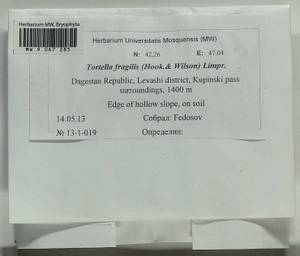 Herbarium MW, Bryophyta
MW 9 067 285
Herbarium Universitatis Mosquensis (MW)
N: 42,26 E: 47,04
Tortella fragilis (Hook.& Wilson) Limpr.
Dagestan Republic, Levashi district, Kupinski pass
surroundings, 1400 m
Edge of hollow slope, on soil
14.05.13 Собрал: Fedosov
№ 13-1-019 Определил: